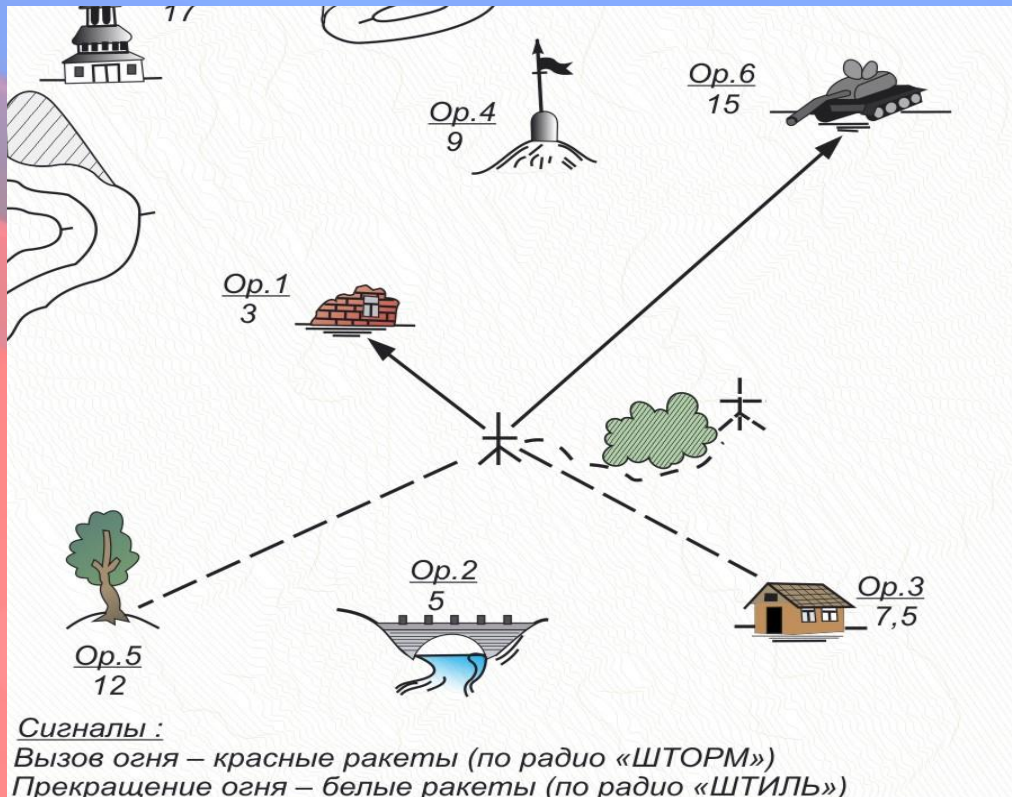 17
Ор.6
15
Ор.4
9
Ор.1
3
Ор.2
5
Ор.3
7,5
Ор.5
12
Сигналы :
Вызов огня – красные ракеты (по радио «ШТОРМ»)
Прекращение огня – белые ракеты (по радио «ШТИЛЬ»)